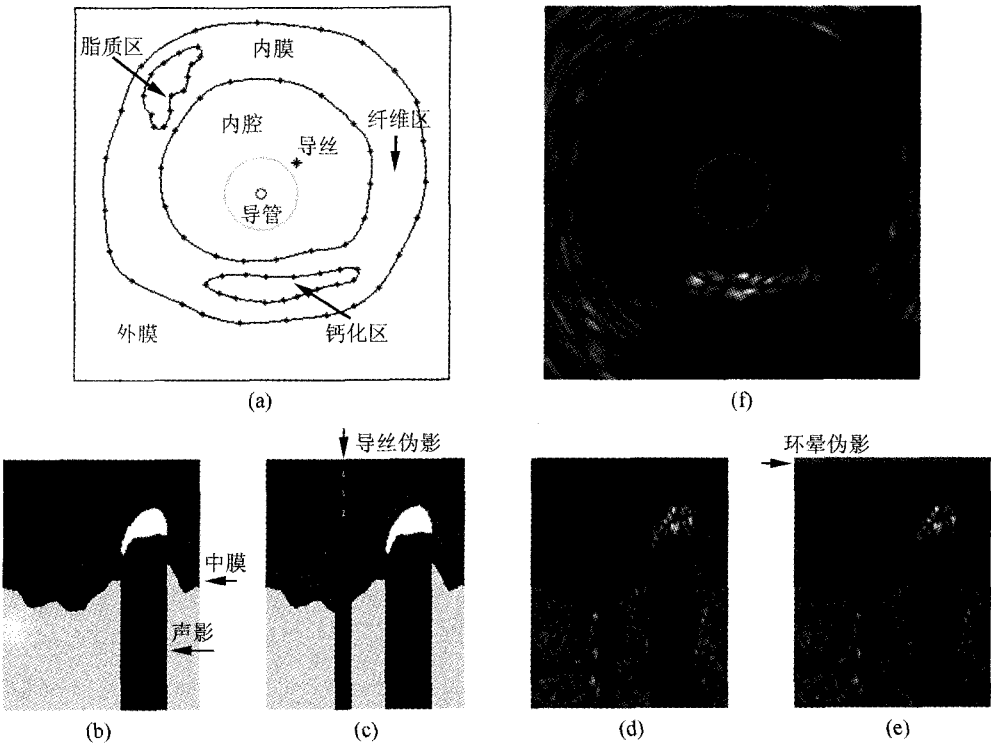 脂质区
内膜
内腔
纤维区
导丝
导管
外膜
钙化区
(a)
(f)
导丝伪影
环晕伪影
中膜
声影
(b)
(c)
(d)
(e)